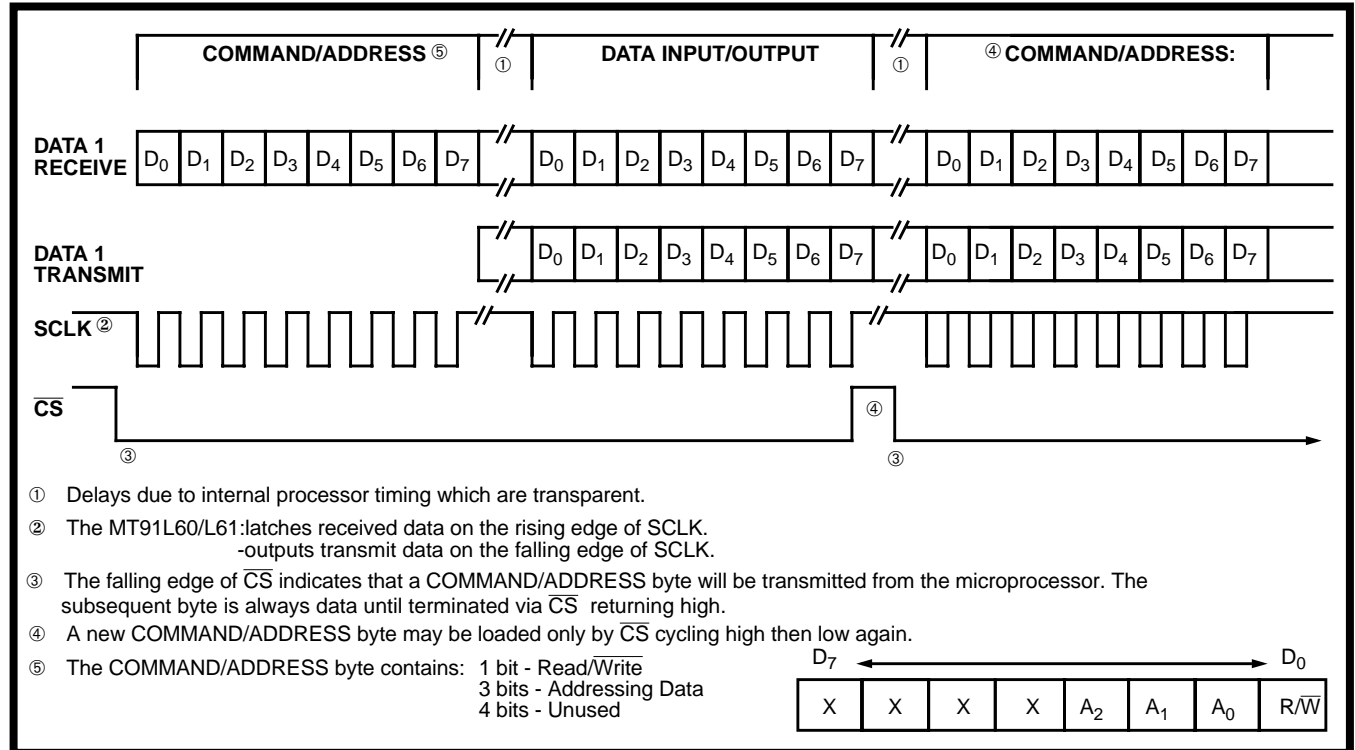 COMMAND/ADDRESS ⑤ ① DATA INPUT/OUTPUT ① ④ COMMAND/ADDRESS:
DATA 1
RECEIVE
D0 D1 D2 D3 D4 D5 D6 D7 D0 D1 D2 D3 D4 D5 D6 D7 D0 D1 D2 D3 D4 D5 D6 D7
DATA 1
TRANSMIT
D0 D1 D2 D3 D4 D5 D6 D7 D0 D1 D2 D3 D4 D5 D6 D7
SCLK ②
C̅S̅ ④
③ ③
① Delays due to internal processor timing which are transparent.
② The MT91L60/L61:latches received data on the rising edge of SCLK.
-outputs transmit data on the falling edge of SCLK.
③ The falling edge of C̅S̅ indicates that a COMMAND/ADDRESS byte will be transmitted from the microprocessor. The
subsequent byte is always data until terminated via C̅S̅ returning high.
④ A new COMMAND/ADDRESS byte may be loaded only by C̅S̅ cycling high then low again.
⑤ The COMMAND/ADDRESS byte contains: 1 bit - Read/W̅r̅i̅t̅e̅
3 bits - Addressing Data
4 bits - Unused
D7 D0
X X X X A2 A1 A0 R/W̅